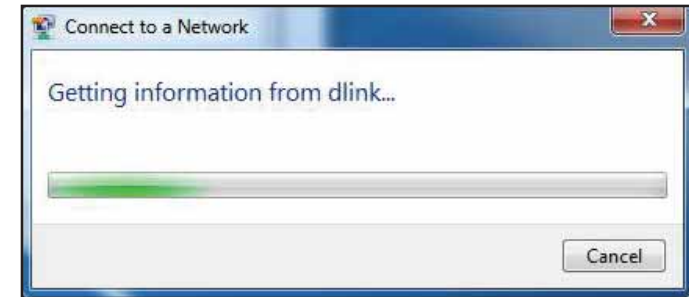 Connect to a Network
Getting information from dlink...
Cancel